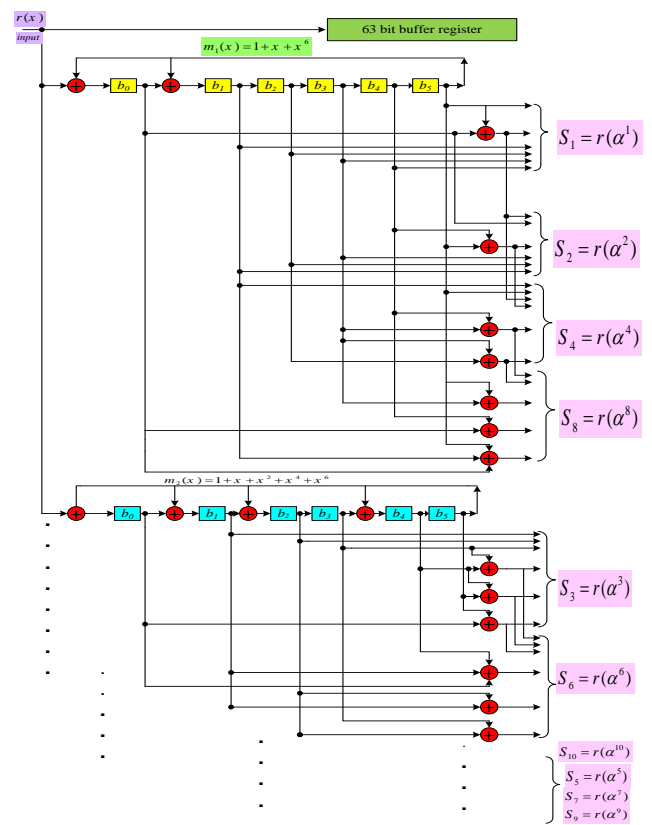 r(x)
input
63 bit buffer register
m₁(x)=1+x+x⁶
b₀ b₁ b₂ b₃ b₄ b₅
S₁ = r(α¹)
S₂ = r(α²)
S₄ = r(α⁴)
S₈ = r(α⁸)
m₂(x)=1+x+x²+x⁴+x⁶
b₀ b₁ b₂ b₃ b₄ b₅
S₃ = r(α³)
S₆ = r(α⁶)
S₁₀ = r(α¹⁰)
S₅ = r(α⁵)
S₇ = r(α⁷)
S₉ = r(α⁹)